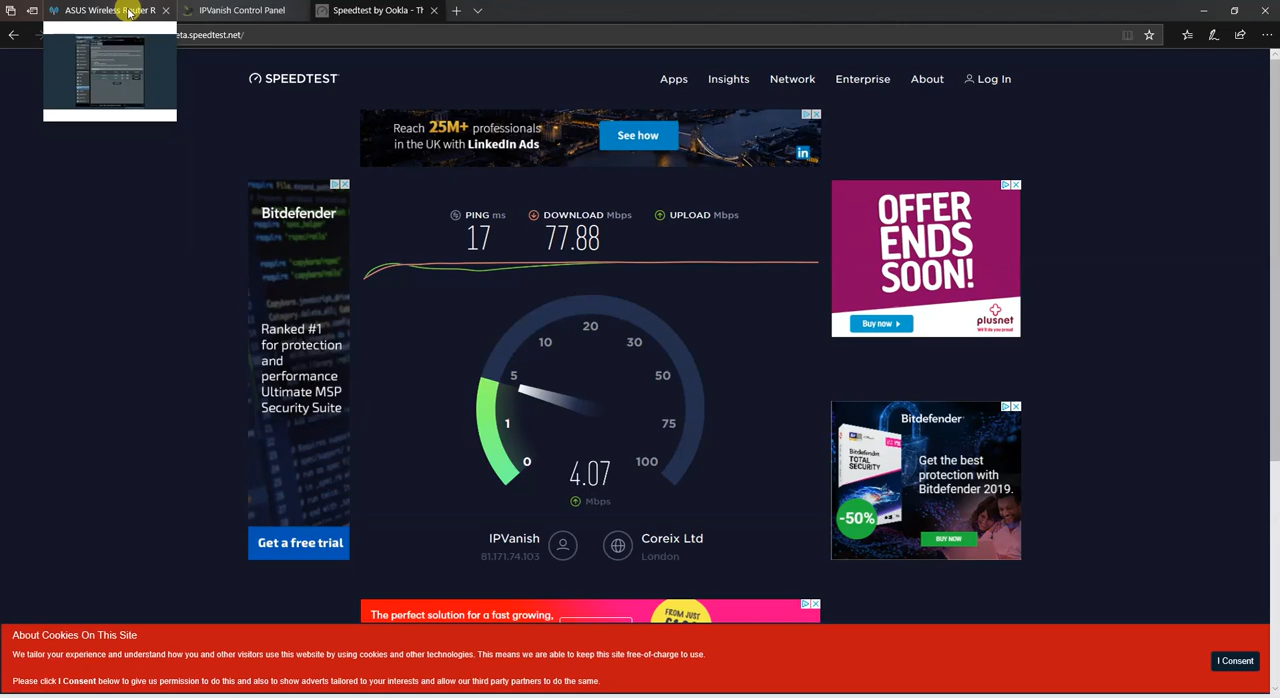 ASUS Wireless Router R
IPVanish Control Panel
Speedtest by Ookla - Th
eta.speedtest.net/
SPEEDTEST
Apps
Insights
Network
Enterprise
About
Log In
Reach 25M+ professionals
in the UK with LinkedIn Ads
See how
in
Bitdefender
Ranked #1
for protection
and
performance
Ultimate MSP
Security Suite
Get a free trial
PING ms
17
DOWNLOAD Mbps
77.88
UPLOAD Mbps
0
1
5
10
20
30
50
75
100
4.07
Mbps
IPVanish
81.171.74.103
Coreix Ltd
London
OFFER
ENDS
SOON!
Buy now
plusnet
We'll do you proud
Bitdefender
Get the best
protection with
Bitdefender 2019.
TOTAL
SECURITY
-50%
BUY NOW
The perfect solution for a fast growing,
FROM JUST
About Cookies On This Site
We tailor your experience and understand how you and other visitors use this website by using cookies and other technologies. This means we are able to keep this site free-of-charge to use.
Please click I Consent below to give us permission to do this and also to show adverts tailored to your interests and allow our third party partners to do the same.
I Consent